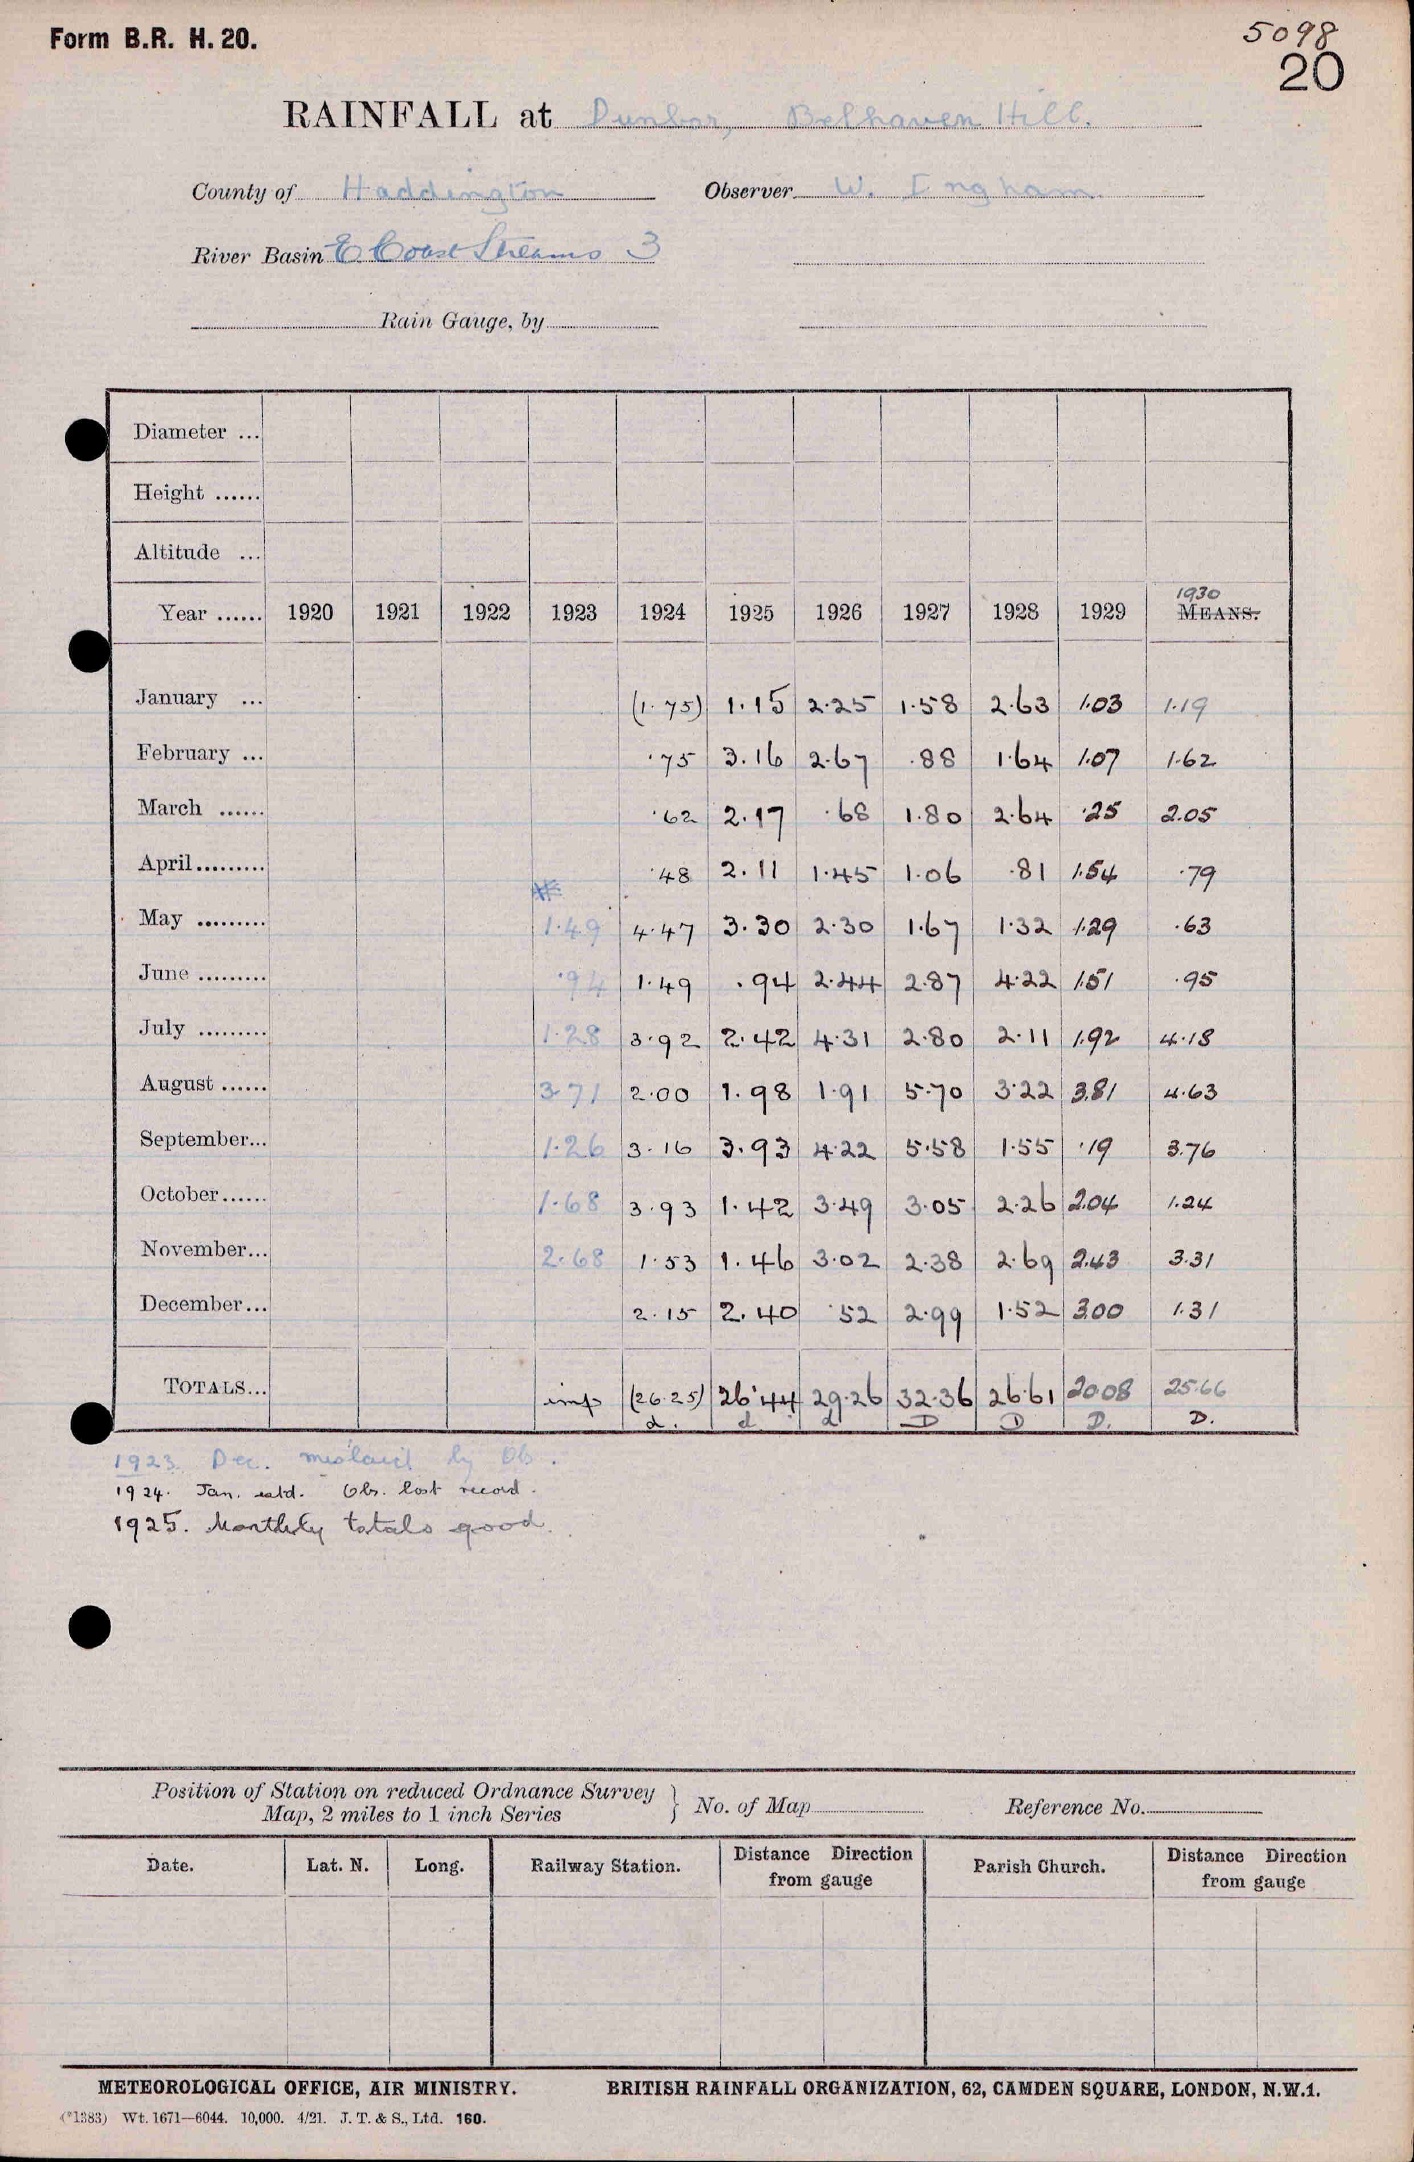 Form B.R. H. 20.
5098
20
RAINFALL at Dunbar, Belhaven Hill.
County of Haddington Observer W. Ingham.
River Basin E Coast Streams 3
Rain Gauge, by
Diameter ...
Height ......
Altitude ...
1930
Year ...... 1920 1921 1922 1923 1924 1925 1926 1927 1928 1929 MEANS.
January ... (1.75) 1.15 2.25 1.58 2.63 1.03 1.19
February ... .75 3.16 2.67 .88 1.64 1.07 1.62
March ...... .62 2.17 .68 1.80 2.64 .25 2.05
April......... .48 2.11 1.45 1.06 .81 1.54 .79
May ......... 1.49 4.47 3.30 2.30 1.67 1.32 1.29 .63
June ......... .94 1.49 .94 2.44 2.87 4.22 1.51 .95
July ......... 1.28 3.92 2.42 4.31 2.80 2.11 1.92 4.18
August ...... 3.71 2.00 1.98 1.91 5.70 3.22 3.81 4.63
September... 1.26 3.16 3.93 4.22 5.58 1.55 .19 3.76
October...... 1.68 3.93 1.42 3.49 3.05 2.26 2.04 1.24
November... 2.68 1.53 1.46 3.02 2.38 2.69 2.43 3.31
December... 2.15 2.40 .52 2.99 1.52 3.00 1.31
TOTALS... imp (26.25) 26.44 29.26 32.36 26.61 20.08 25.66
d. d d D D D. D.
1923. Dec. mislaid by Ob.
1924. Jan. estd. Obs. lost record.
1925. Monthly totals good.
Position of Station on reduced Ordnance Survey
Map, 2 miles to 1 inch Series } No. of Map Reference No.
Date. Lat. N. Long. Railway Station. Distance Direction from gauge Parish Church. Distance Direction from gauge
METEOROLOGICAL OFFICE, AIR MINISTRY. BRITISH RAINFALL ORGANIZATION, 62, CAMDEN SQUARE, LONDON, N.W.1.
(*1383) Wt. 1671—6044. 10,000. 4/21. J. T. & S., Ltd. 160.